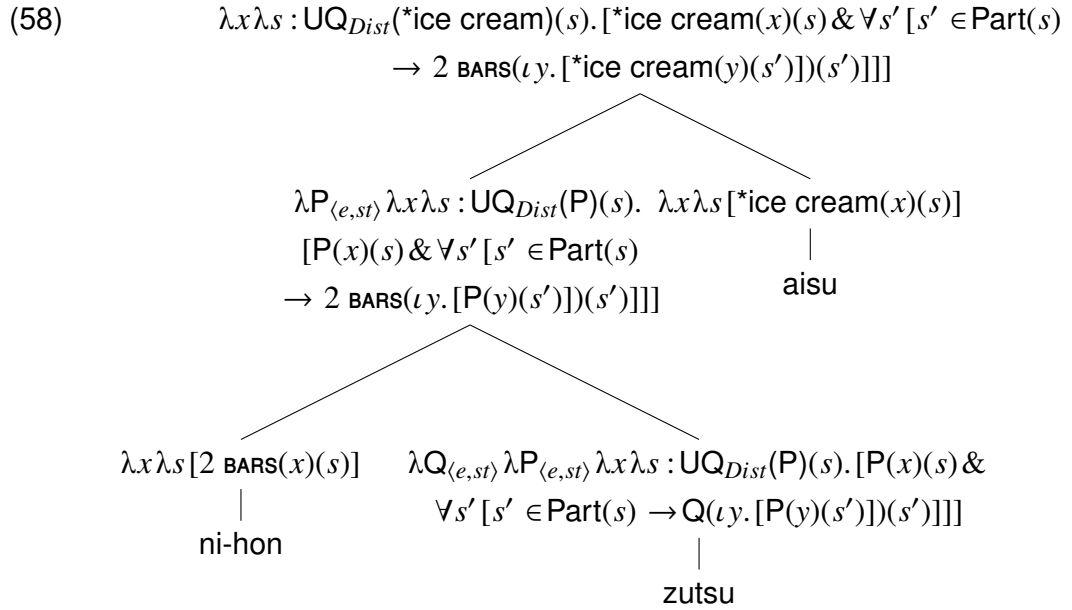 (58) λxλs : UQ_Dist(*ice cream)(s). [*ice cream(x)(s) & ∀s′ [s′ ∈ Part(s)
→ 2 BARS(ιy. [*ice cream(y)(s′)])(s′)]]]
λP⟨e,st⟩ λxλs : UQ_Dist(P)(s). λxλs [*ice cream(x)(s)]
[P(x)(s) & ∀s′ [s′ ∈ Part(s)
→ 2 BARS(ιy. [P(y)(s′)])(s′)]]]
aisu
λxλs [2 BARS(x)(s)] λQ⟨e,st⟩ λP⟨e,st⟩ λxλs : UQ_Dist(P)(s). [P(x)(s) &
∀s′ [s′ ∈ Part(s) → Q(ιy. [P(y)(s′)])(s′)]]]
ni-hon
zutsu